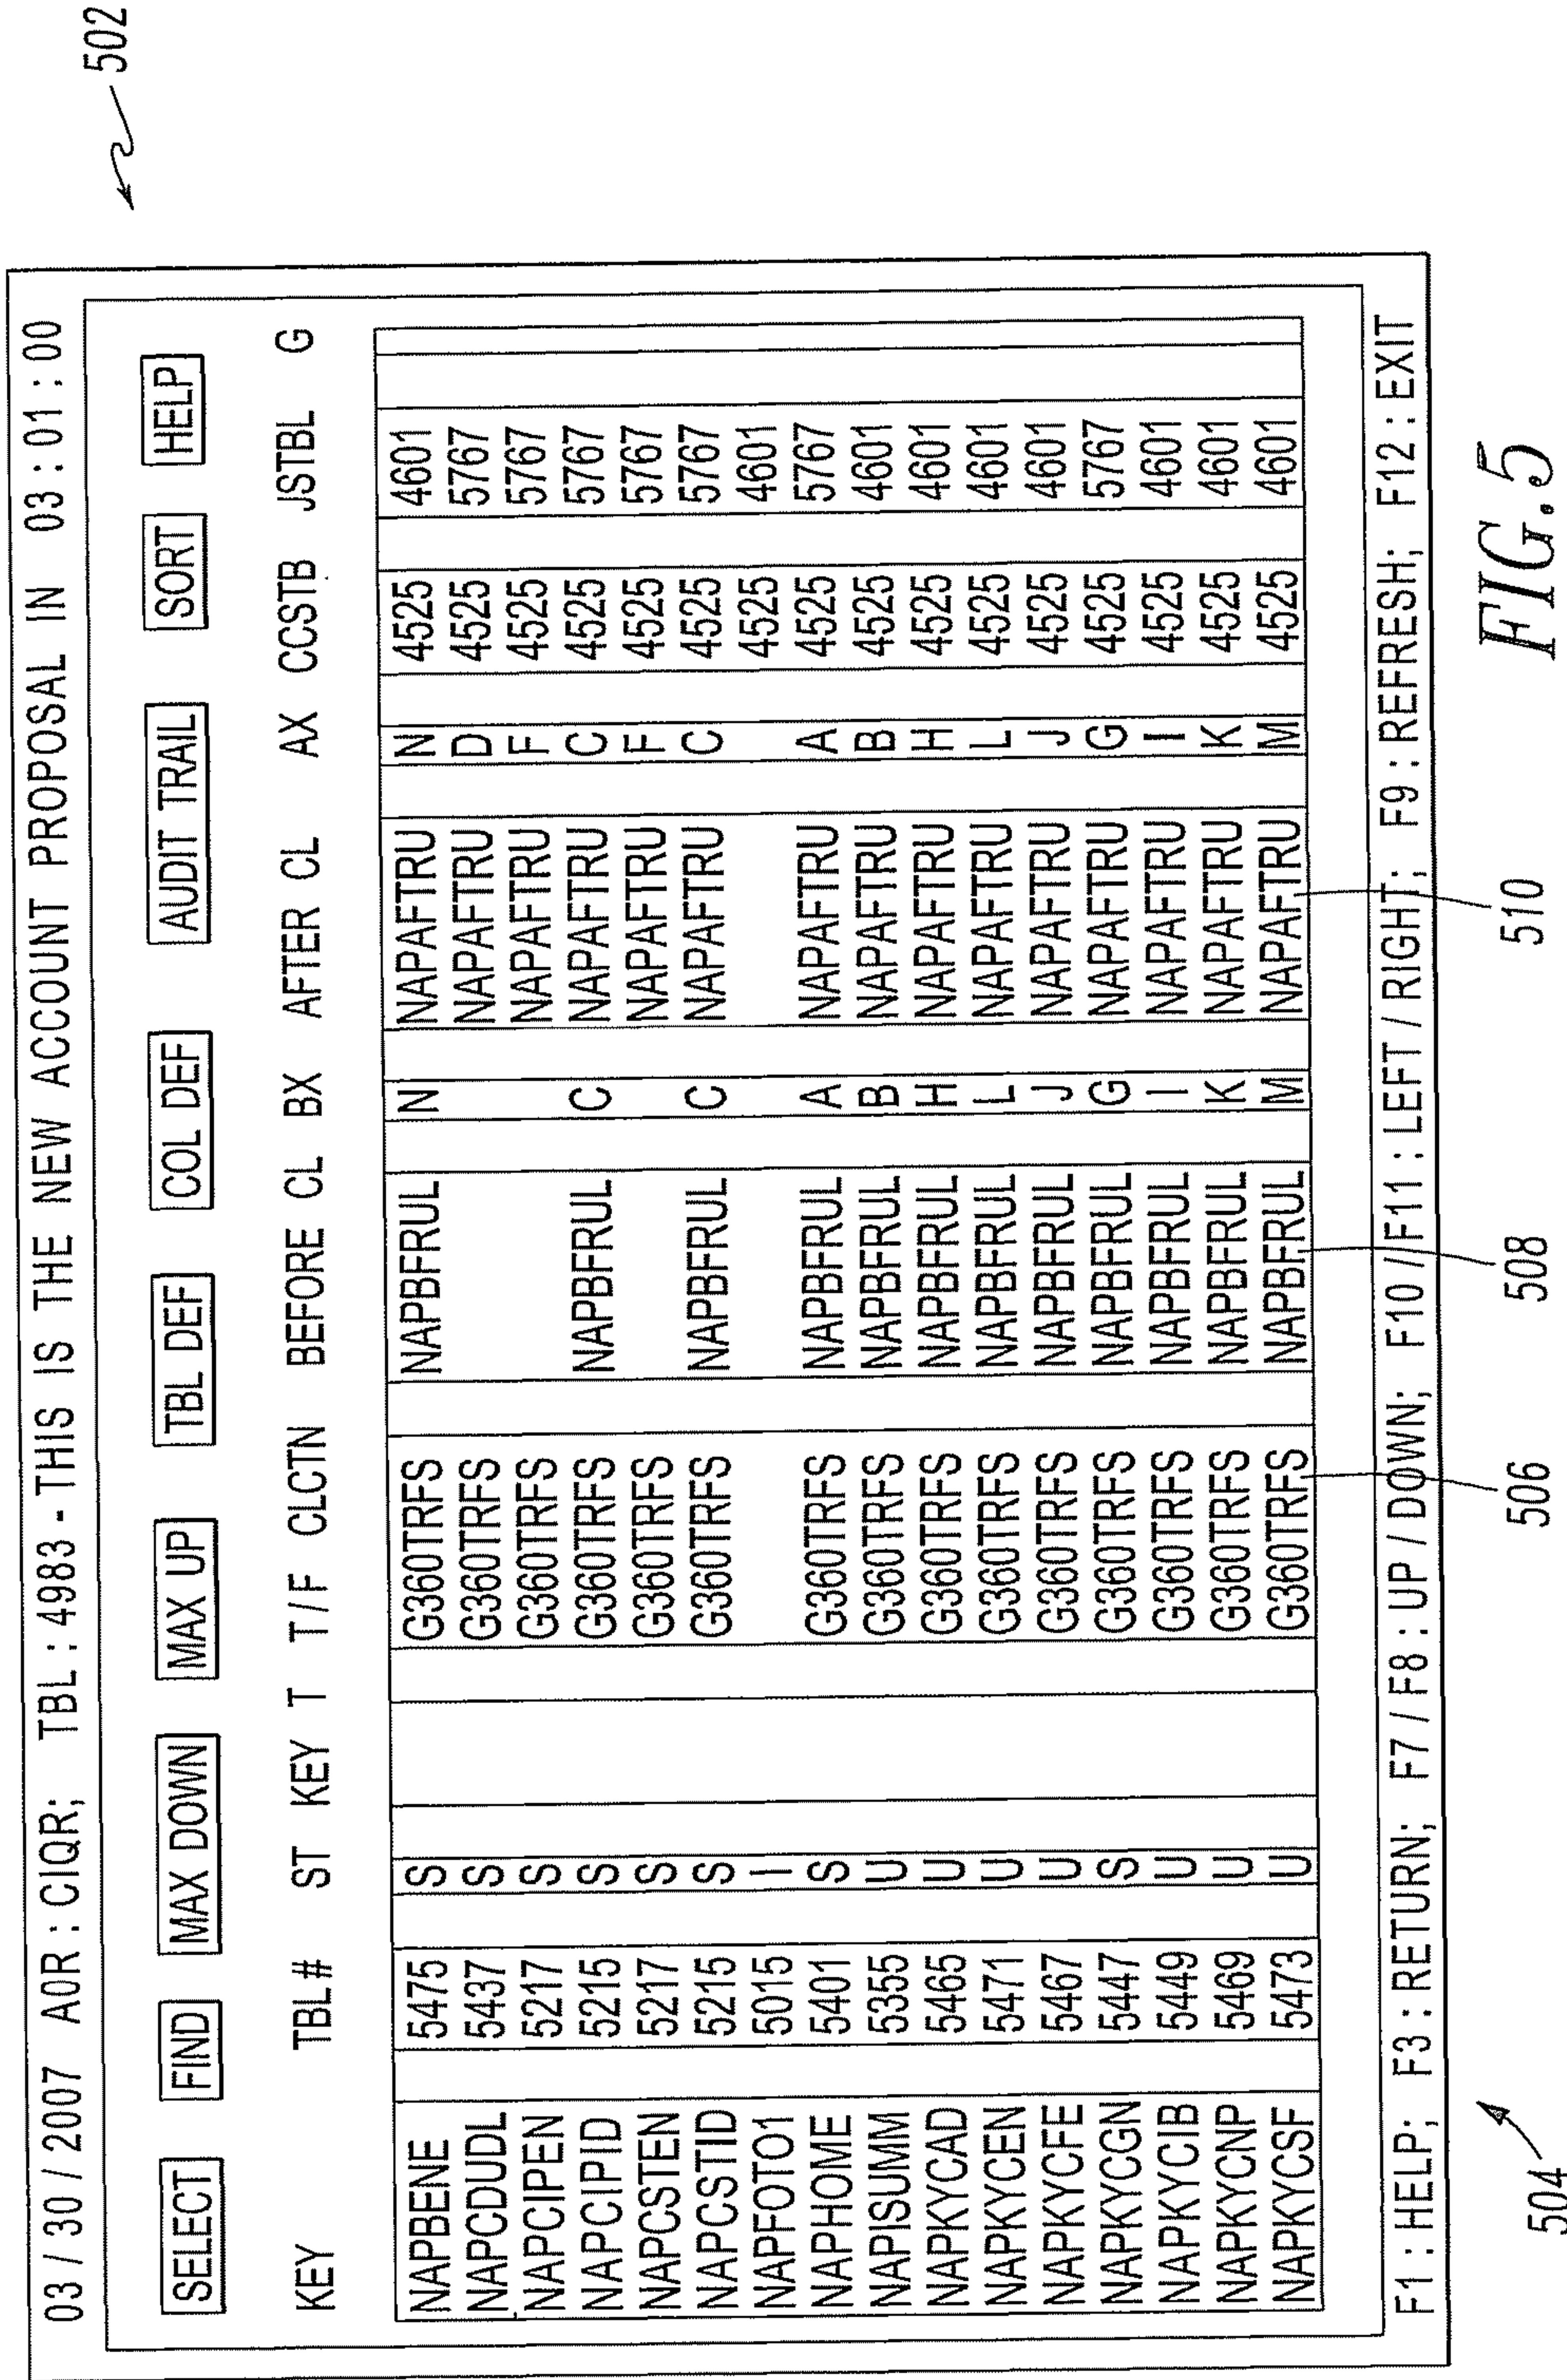 502
03 / 30 / 2007 A0R : CIQR; TBL : 4983 - THIS IS THE NEW ACCOUNT PROPOSAL IN 03 : 01 : 00
SELECT FIND MAX DOWN MAX UP TBL DEF COL DEF AUDIT TRAIL SORT HELP
KEY TBL# ST KEY T T/F CLCTN BEFORE CL BX AFTER CL AX CCSTB JSTBL G
NAPBENE 5475 S G360TRFS NAPBFRUL N NAPAFTRU N 4525 4601
NAPCDUDL 5437 S G360TRFS NAPAFTRU D 4525 5767
NAPCIPEN 5217 S G360TRFS NAPAFTRU F 4525 5767
NAPCIPID 5215 S G360TRFS NAPBFRUL C NAPAFTRU C 4525 5767
NAPCSTEN 5217 S G360TRFS NAPAFTRU F 4525 5767
NAPCSTID 5215 S G360TRFS NAPBFRUL C NAPAFTRU C 4525 5767
NAPFOTO1 5015 I 4525 4601
NAPHOME 5401 S G360TRFS NAPBFRUL A NAPAFTRU A 4525 5767
NAPISUMM 5355 U G360TRFS NAPBFRUL B NAPAFTRU B 4525 4601
NAPKYCAD 5465 U G360TRFS NAPBFRUL H NAPAFTRU H 4525 4601
NAPKYCEN 5471 U G360TRFS NAPBFRUL L NAPAFTRU L 4525 4601
NAPKYCFE 5467 U G360TRFS NAPBFRUL J NAPAFTRU J 4525 4601
NAPKYCGN 5447 S G360TRFS NAPBFRUL G NAPAFTRU G 4525 5767
NAPKYCIB 5449 U G360TRFS NAPBFRUL I NAPAFTRU I 4525 4601
NAPKYCNP 5469 U G360TRFS NAPBFRUL K NAPAFTRU K 4525 4601
NAPKYCSF 5473 U G360TRFS NAPBFRUL M NAPAFTRU M 4525 4601
F1 : HELP; F3 : RETURN; F7 / F8 : UP / DOWN; F10 / F11 : LEFT / RIGHT; F9 : REFRESH; F12 : EXIT
504 506 508 510
FIG. 5